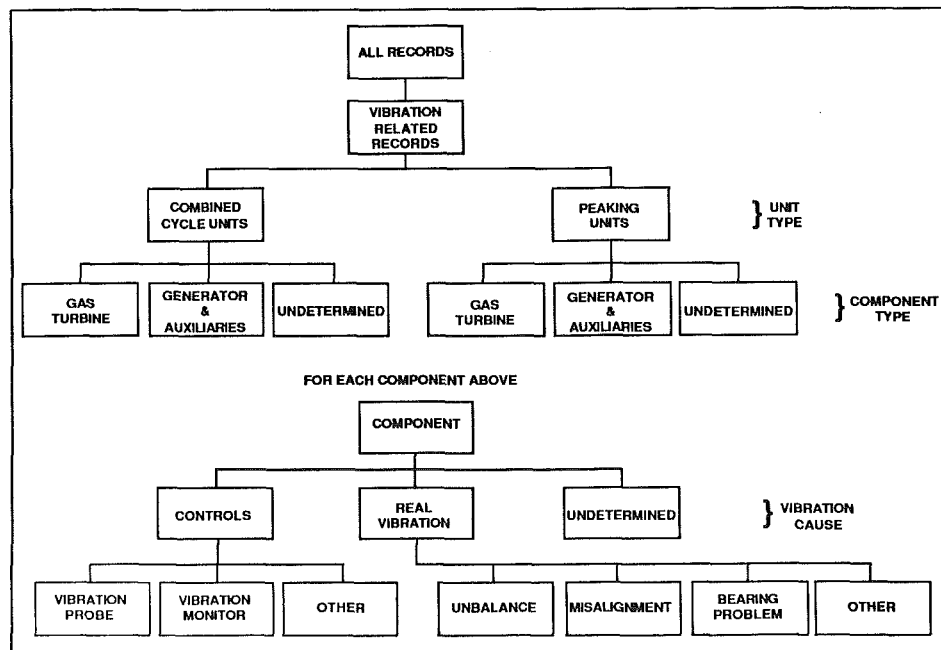 ALL RECORDS
VIBRATION
RELATED
RECORDS
COMBINED
CYCLE UNITS
PEAKING
UNITS
} UNIT
TYPE
GAS
TURBINE
GENERATOR
&
AUXILIARIES
UNDETERMINED
GAS
TURBINE
GENERATOR
&
AUXILIARIES
UNDETERMINED
} COMPONENT
TYPE
FOR EACH COMPONENT ABOVE
COMPONENT
CONTROLS
REAL
VIBRATION
UNDETERMINED
} VIBRATION
CAUSE
VIBRATION
PROBE
VIBRATION
MONITOR
OTHER
UNBALANCE
MISALIGNMENT
BEARING
PROBLEM
OTHER